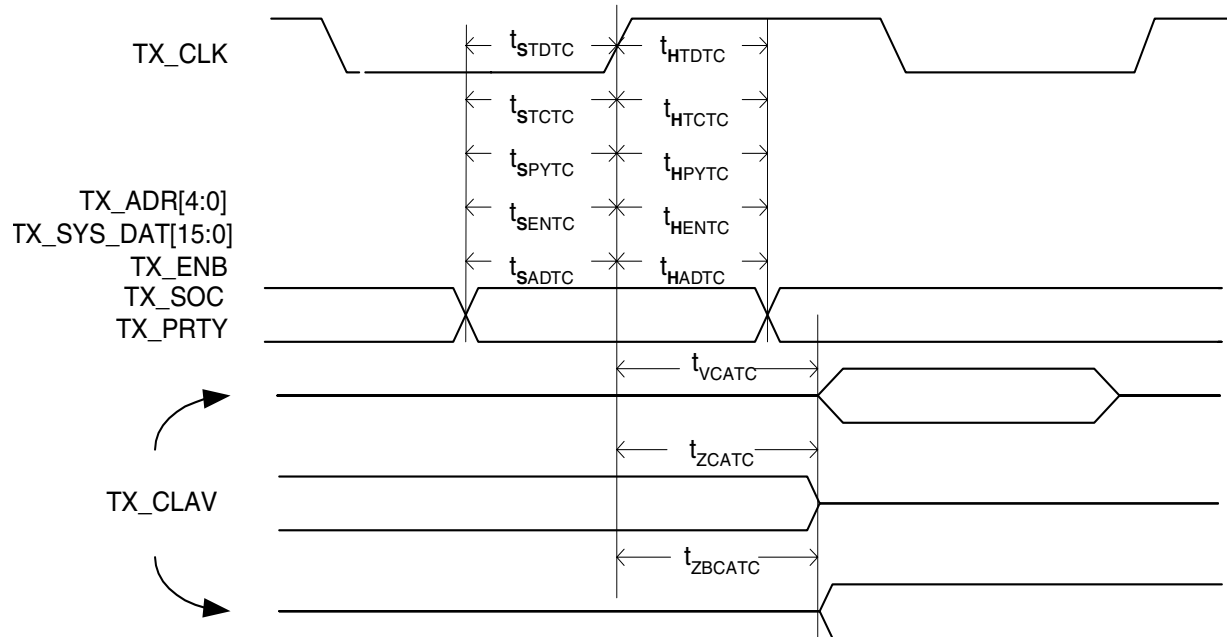 TX_CLK
tSTDTC
tHTDTC
tSTCTC
tHTCTC
tSPYTC
tHPYTC
TX_ADR[4:0]
tSENTC
tHENTC
TX_SYS_DAT[15:0]
TX_ENB
tSADTC
tHADTC
TX_SOC
TX_PRTY
tVCATC
tZCATC
TX_CLAV
tZBCATC